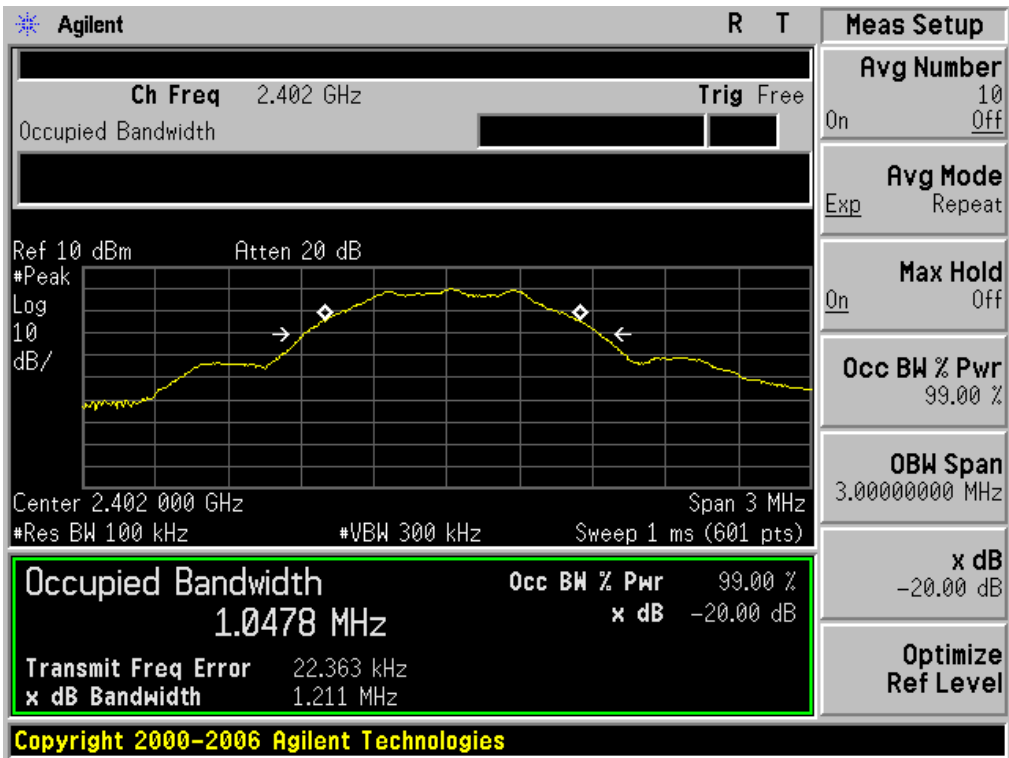 Agilent R T Meas Setup
Ch Freq 2.402 GHz Trig Free
Occupied Bandwidth
Avg Number
10
On Off
Avg Mode
Exp Repeat
Max Hold
On Off
Occ BW % Pwr
99.00 %
OBW Span
3.00000000 MHz
x dB
-20.00 dB
Optimize
Ref Level
Ref 10 dBm Atten 20 dB
#Peak
Log
10
dB/
Center 2.402 000 GHz Span 3 MHz
#Res BW 100 kHz #VBW 300 kHz Sweep 1 ms (601 pts)
Occupied Bandwidth Occ BW % Pwr 99.00 %
1.0478 MHz x dB -20.00 dB
Transmit Freq Error 22.363 kHz
x dB Bandwidth 1.211 MHz
Copyright 2000-2006 Agilent Technologies